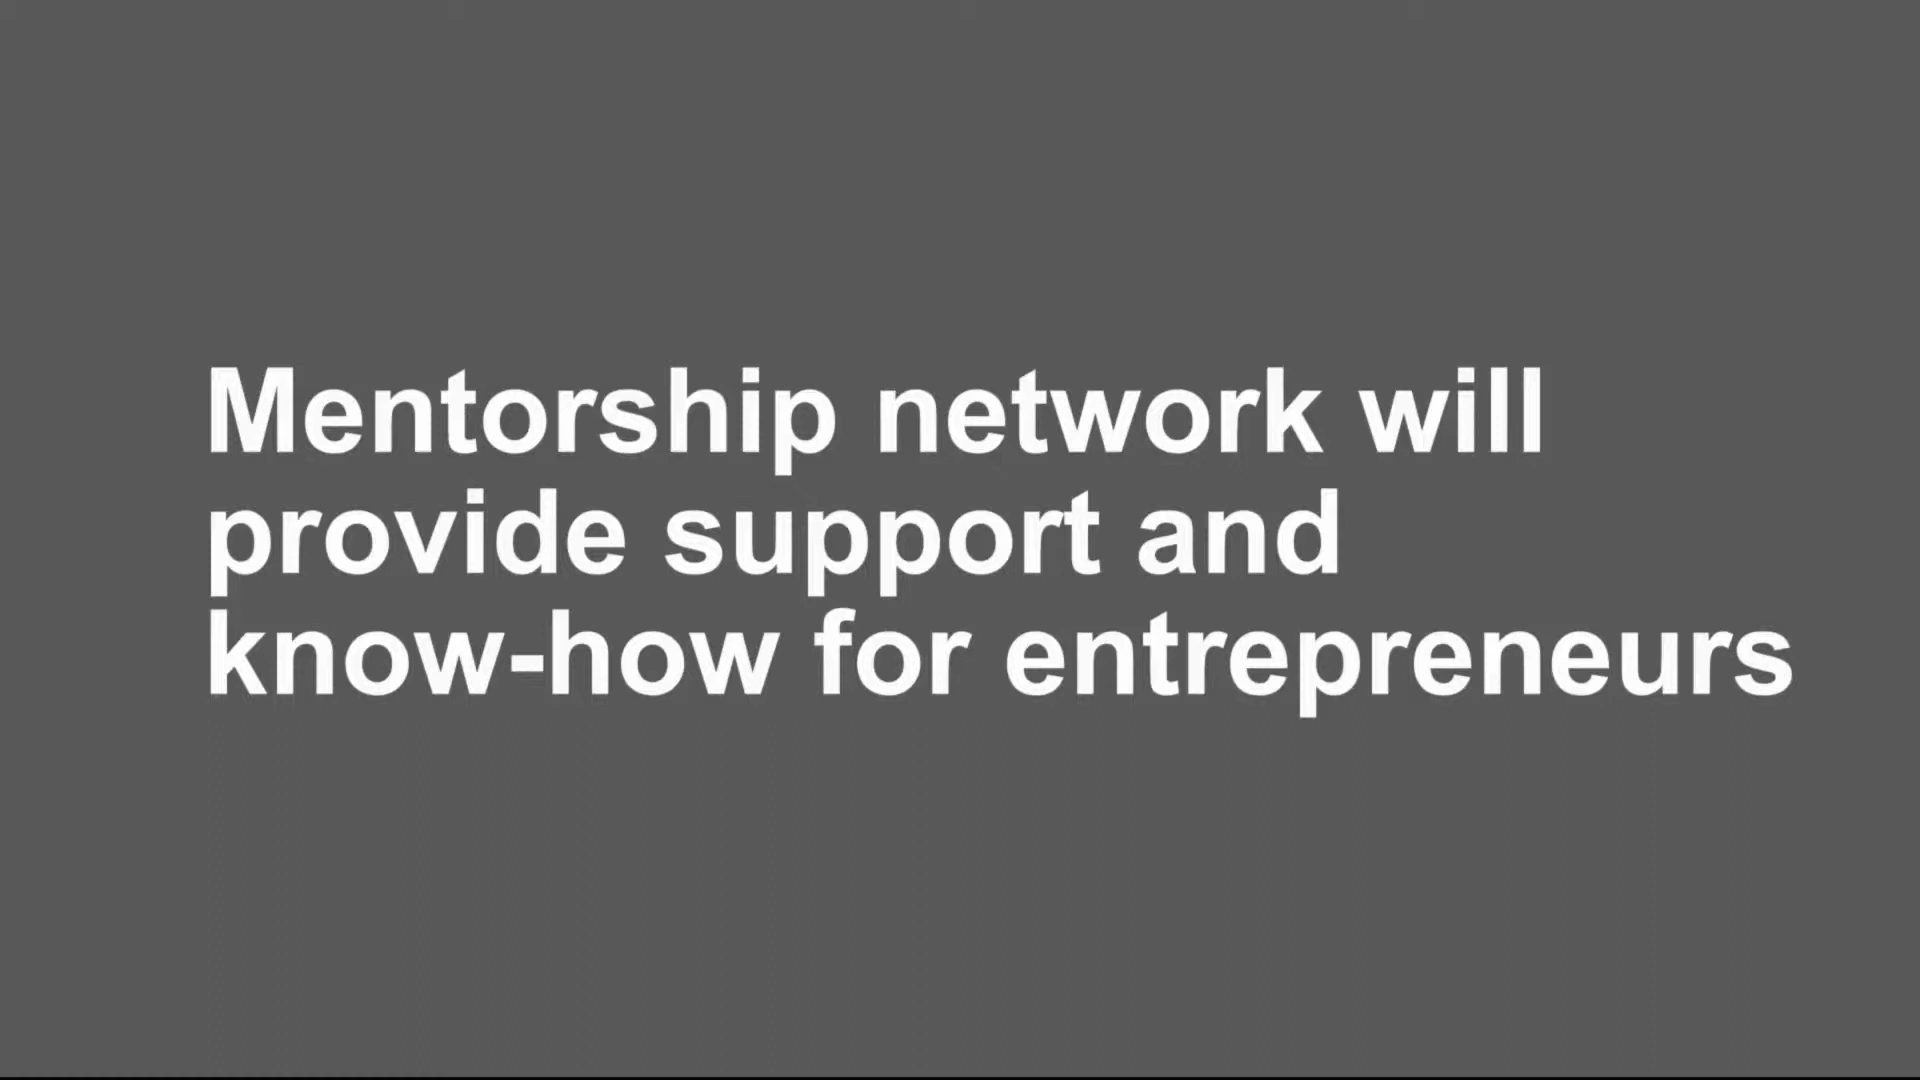 Mentorship network will
provide support and
know-how for entrepreneurs